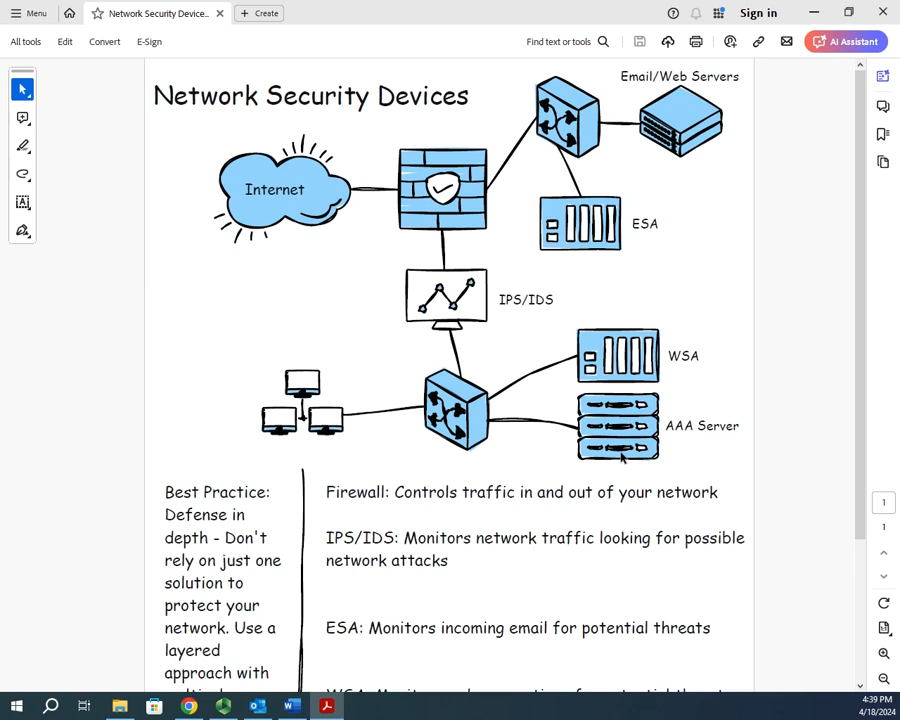 Menu
Network Security Device...
Create
Sign in
All tools
Edit
Convert
E-Sign
Find text or tools
AI Assistant
Network Security Devices
Email/Web Servers
Internet
ESA
IPS/IDS
WSA
AAA Server
Best Practice:
Defense in
depth - Don't
rely on just one
solution to
protect your
network. Use a
layered
approach with
Firewall: Controls traffic in and out of your network
IPS/IDS: Monitors network traffic looking for possible
network attacks
ESA: Monitors incoming email for potential threats
1
1
4:39 PM
4/18/2024